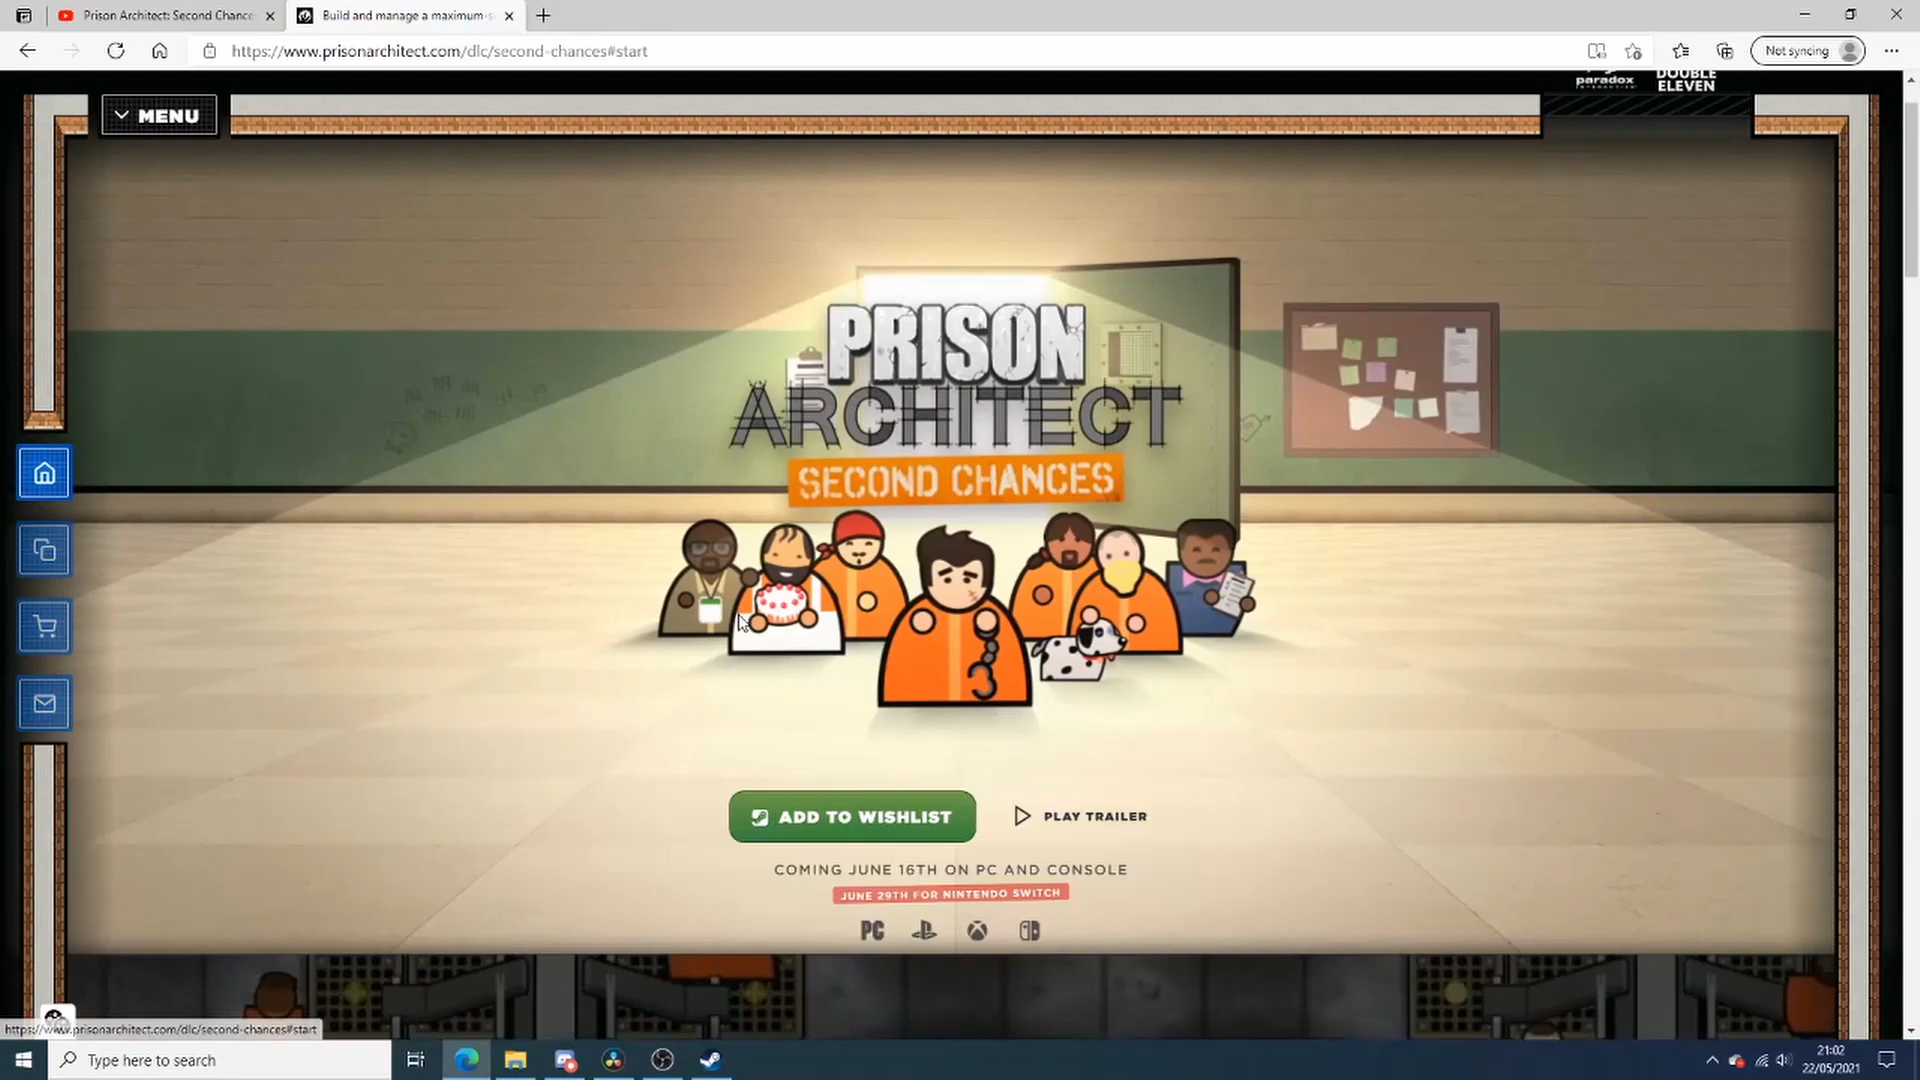 Prison Architect: Second Chance
Build and manage a maximum-s
https://www.prisonarchitect.com/dlc/second-chances#start
Not syncing
paradox
DOUBLE
ELEVEN
MENU
PRISON
ARCHITECT
SECOND CHANCES
ADD TO WISHLIST
PLAY TRAILER
COMING JUNE 16TH ON PC AND CONSOLE
JUNE 29TH FOR NINTENDO SWITCH
PC
https://www.prisonarchitect.com/dlc/second-chances#start
Type here to search
21:02
22/05/2021